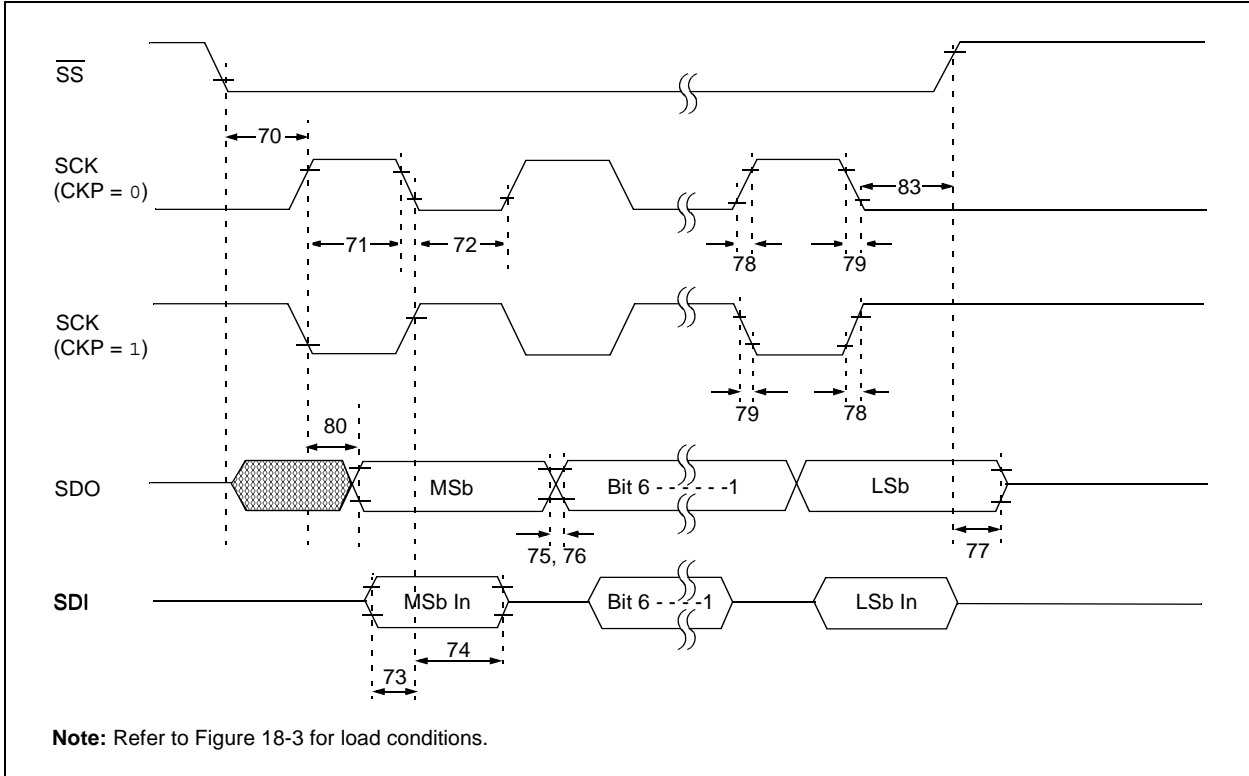 SS
70
SCK
(CKP = 0)
83
71
72
78
79
SCK
(CKP = 1)
79
78
80
SDO
MSb
Bit 6 - - - - - -1
LSb
75, 76
77
SDI
MSb In
Bit 6 - - - - -1
LSb In
74
73
Note: Refer to Figure 18-3 for load conditions.